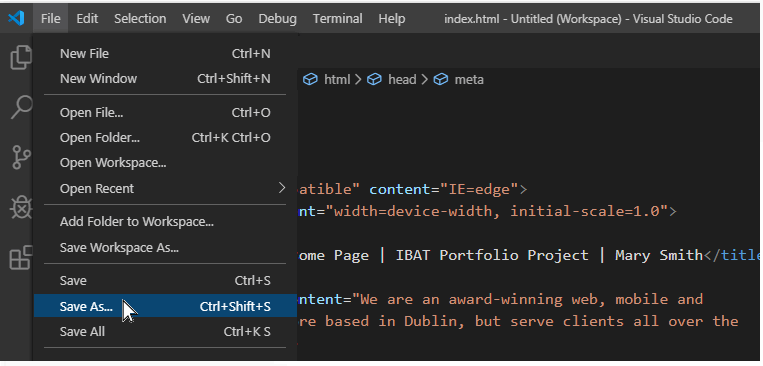 File Edit Selection View Go Debug Terminal Help index.html - Untitled (Workspace) - Visual Studio Code
New File Ctrl+N
New Window Ctrl+Shift+N
html > head > meta
Open File... Ctrl+O
Open Folder... Ctrl+K Ctrl+O
Open Workspace...
Open Recent >
atible" content="IE=edge">
nt="width=device-width, initial-scale=1.0">
Add Folder to Workspace...
Save Workspace As...
ome Page | IBAT Portfolio Project | Mary Smith</title
Save Ctrl+S
Save As... Ctrl+Shift+S
ontent="We are an award-winning web, mobile and
re based in Dublin, but serve clients all over the
Save All Ctrl+K S